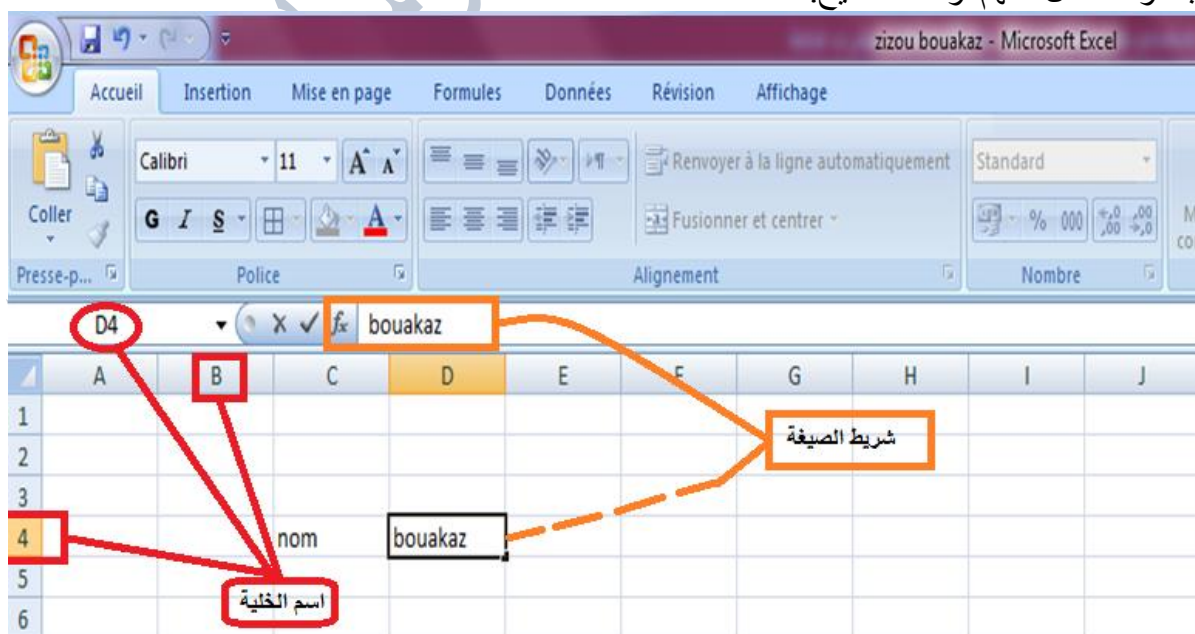 zizou bouakaz - Microsoft Excel
Accueil Insertion Mise en page Formules Données Révision Affichage
Calibri 11 A A Renvoyer à la ligne automatiquement Standard
Coller G I S A Fusionner et centrer % 000
Presse-p... Police Alignement Nombre
D4 fx bouakaz
A B C D E F G H I J
1
شريط الصيغة
2
3
4 nom bouakaz
5
اسم الخلية
6